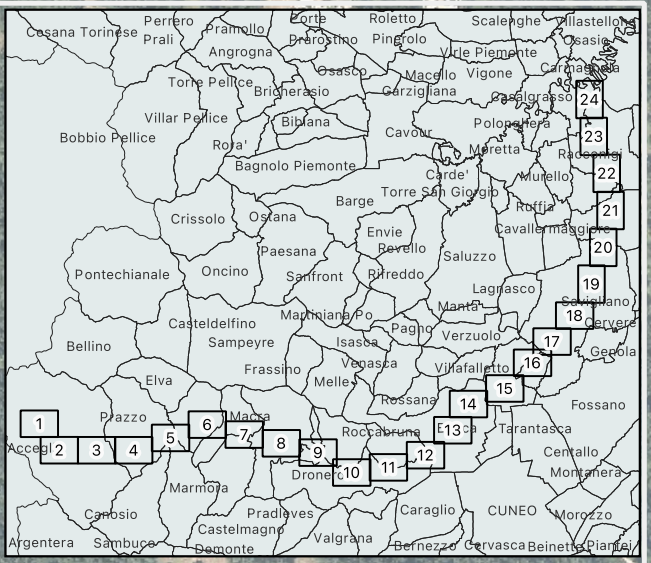 Cesana Torinese
Perrero
Prali
Pramollo
Porte
Roletto
Scalenghe
Villastellone
Angrogna
Prarostino
Pinerolo
Osasio
Virle Piemonte
Torre Pellice
Osasco
Macello
Vigone
Carmagnola
Bricherasio
Garzigliana
Casalgrasso
24
Villar Pellice
Bibiana
Polonghera
Bobbio Pellice
Rora'
Cavour
23
Moretta
Racconigi
Bagnolo Piemonte
Carde'
Murello
22
Torre San Giorgio
Barge
Ruffia
21
Crissolo
Ostana
Envie
Cavallermaggiore
Paesana
Revello
Saluzzo
20
Pontechianale
Oncino
Sanfront
Rifreddo
Lagnasco
19
Manta
Savigliano
Casteldelfino
Martiniana Po
18
Cervere
Pagno
Verzuolo
Bellino
Sampeyre
Isasca
17
Genola
Frassino
Venasca
Villafalletto
16
Elva
Melle
15
Rossana
14
Fossano
Prazzo
Macra
1
6
Roccabruna
13
Tarantasca
Accegl
2
3
4
5
7
8
9
12
Centallo
Dronero
10
11
Montanera
Marmora
Canosio
Pradleves
Caraglio
CUNEO
Morozzo
Castelmagno
Argentera
Sambuco
Demonte
Valgrana
Bernezzo
Cervasca
Beinette
Pianfei